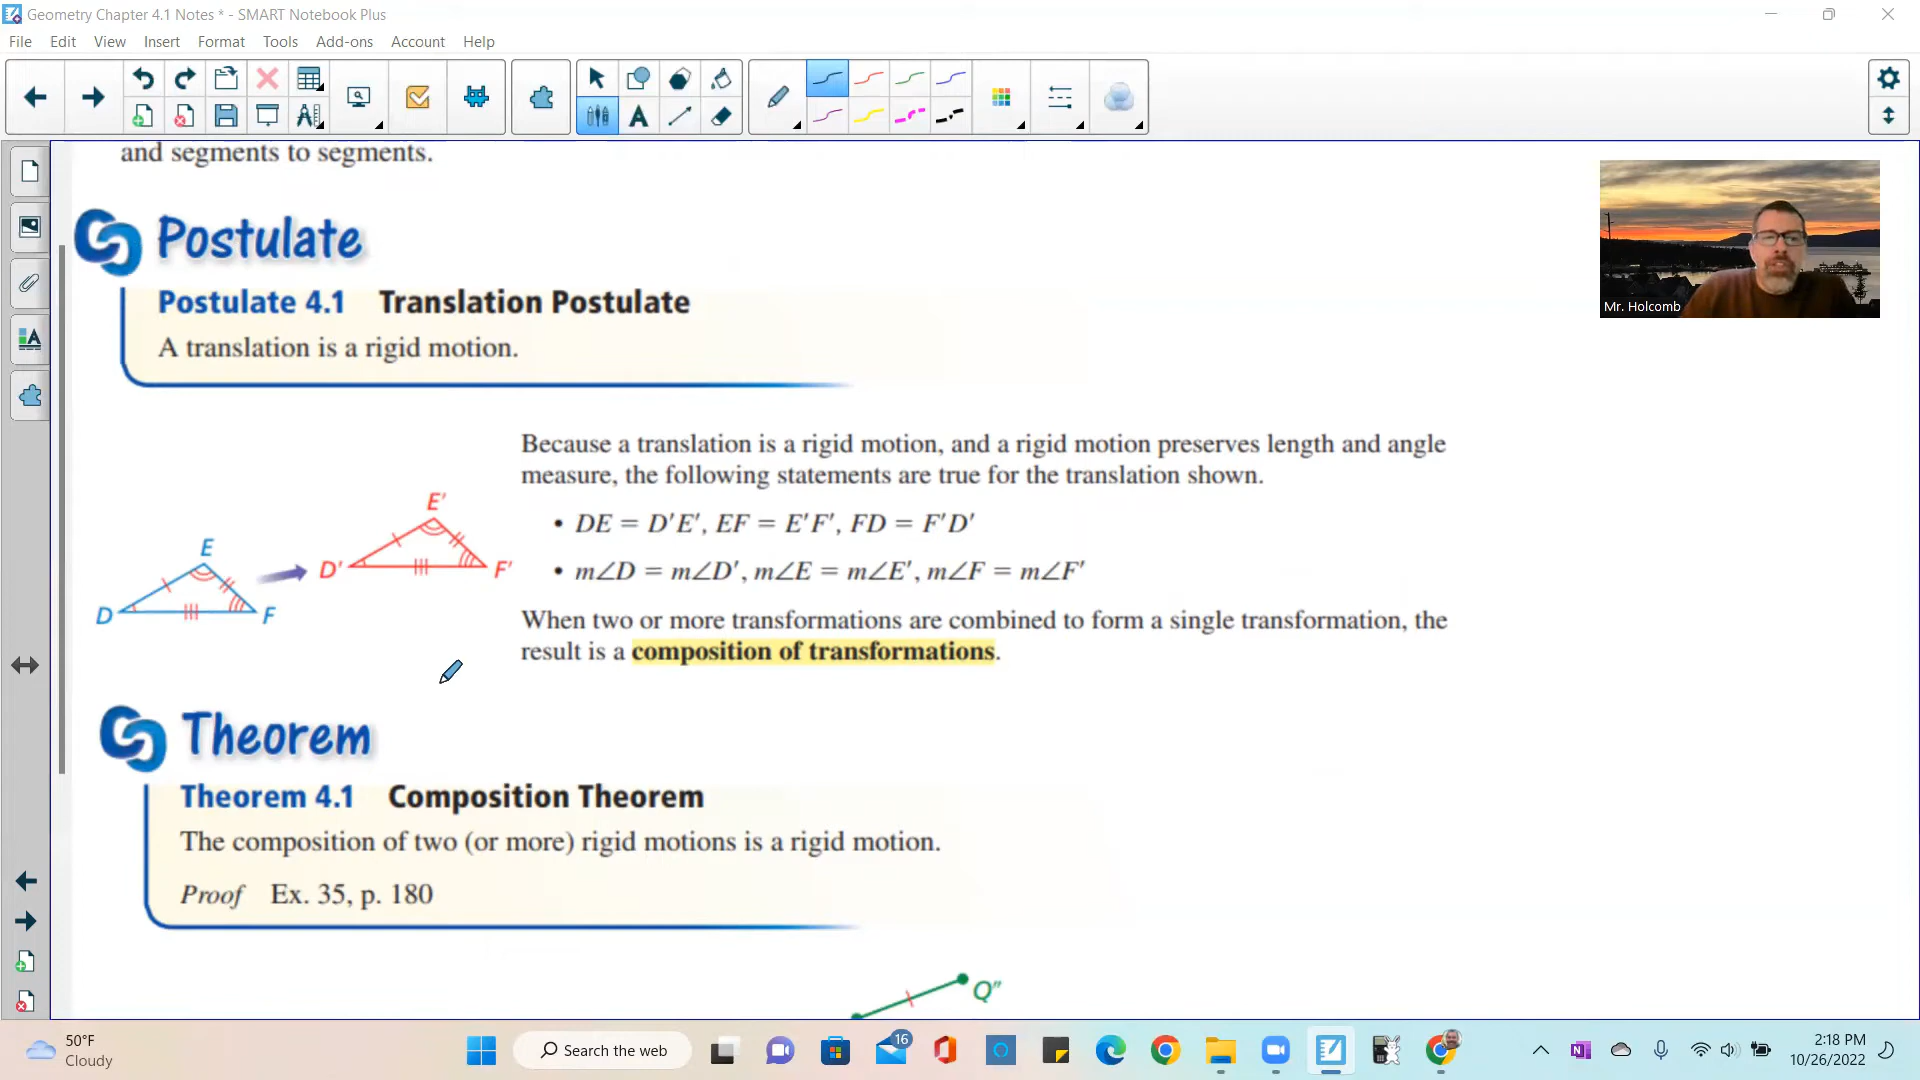 Geometry Chapter 4.1 Notes * - SMART Notebook Plus
File Edit View Insert Format Tools Add-ons Account Help
and segments to segments.
Postulate
Postulate 4.1 Translation Postulate
A translation is a rigid motion.
Mr. Holcomb
Because a translation is a rigid motion, and a rigid motion preserves length and angle
measure, the following statements are true for the translation shown.
• DE = D′E′, EF = E′F′, FD = F′D′
• m∠D = m∠D′, m∠E = m∠E′, m∠F = m∠F′
E′
D′
F′
E
D
F
When two or more transformations are combined to form a single transformation, the
result is a composition of transformations.
Theorem
Theorem 4.1 Composition Theorem
The composition of two (or more) rigid motions is a rigid motion.
Proof Ex. 35, p. 180
Q″
50°F
Cloudy
Search the web
16
2:18 PM
10/26/2022